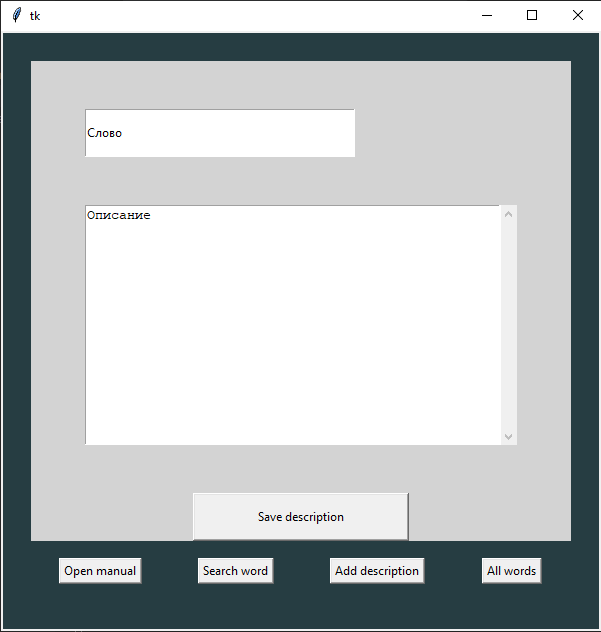 tk
Слово
Описание
Save description
Open manual
Search word
Add description
All words